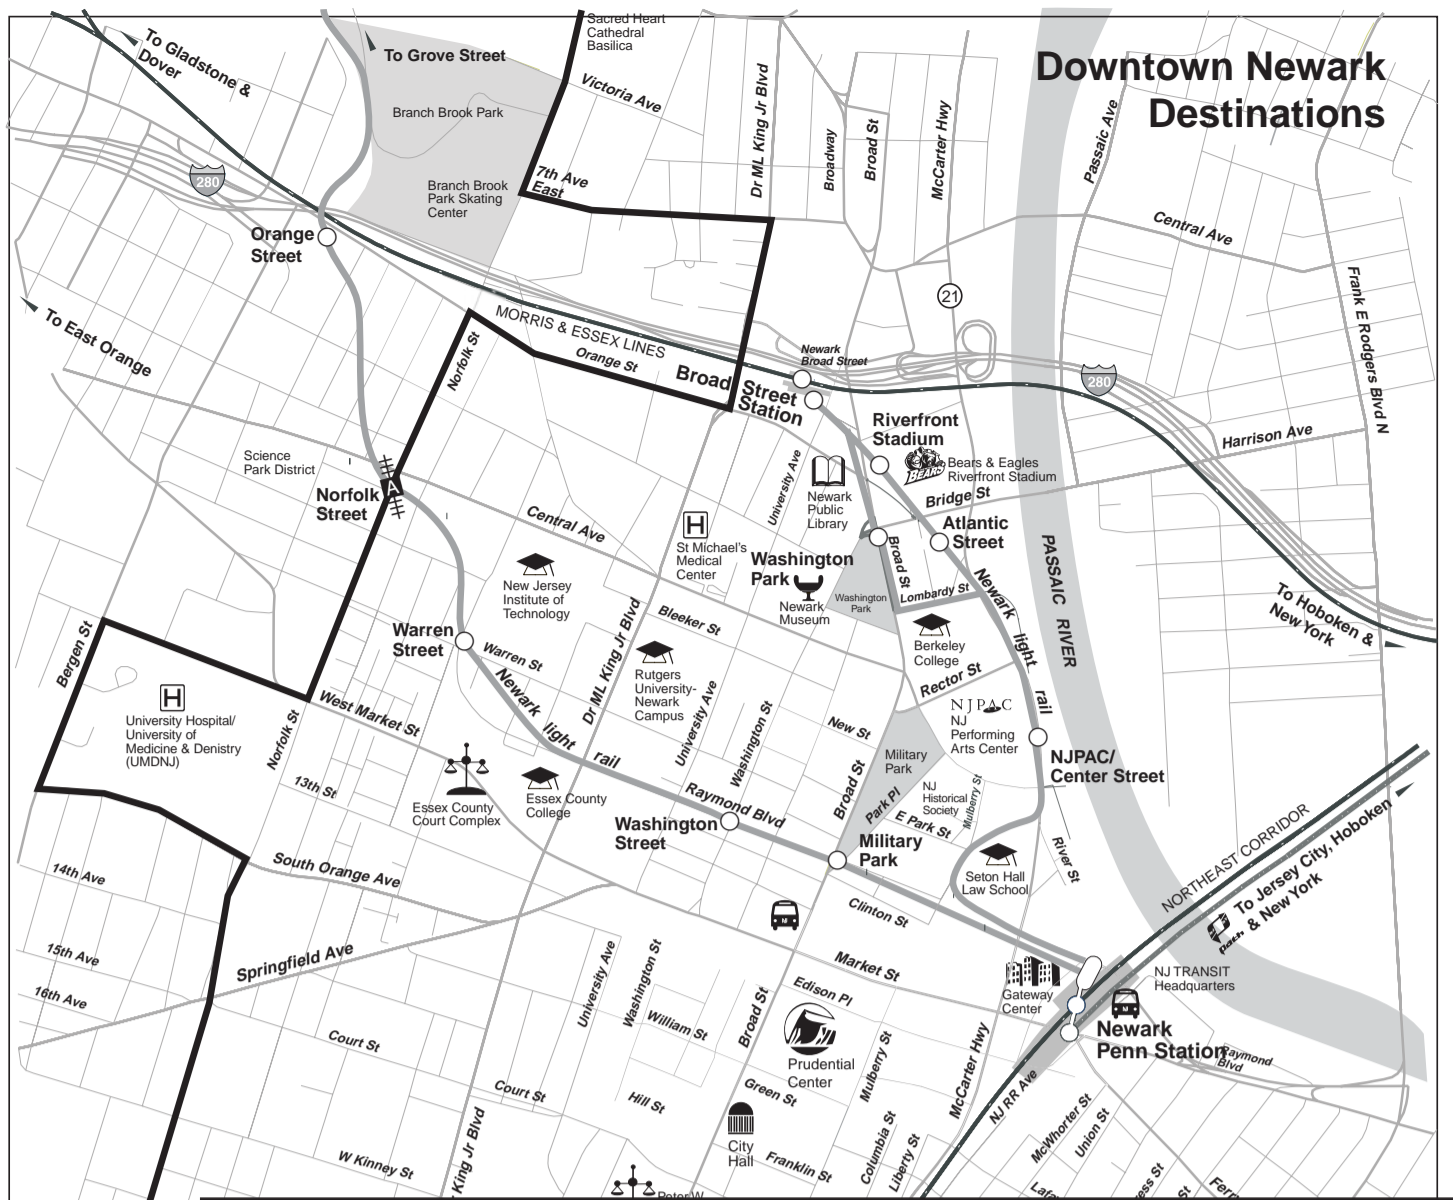 Downtown Newark
Destinations
To Gladstone &
Dover
To Grove Street
Sacred Heart
Cathedral
Basilica
Victoria Ave
Branch Brook Park
Branch Brook
Park Skating
Center
7th Ave
East
Dr ML King Jr Blvd
Broadway
Broad St
McCarter Hwy
Passaic Ave
Central Ave
Frank E Rodgers Blvd N
280
Orange
Street
21
To East Orange
MORRIS & ESSEX LINES
Orange St
Norfolk St
Newark
Broad Street
Broad Street
Station
280
Harrison Ave
Riverfront
Stadium
BEARS
Bears & Eagles
Riverfront Stadium
Bridge St
Science
Park District
Norfolk
Street
A
Central Ave
University Ave
Newark
Public
Library
H
St Michael's
Medical
Center
Washington
Park
Newark
Museum
Washington
Park
Broad St
Lombardy St
Atlantic
Street
Newark light rail
PASSAIC RIVER
To Hoboken &
New York
New Jersey
Institute of
Technology
Bleeker St
Dr ML King Jr Blvd
Warren
Street
Warren St
Newark light rail
Rutgers
University-
Newark
Campus
University Ave
Washington St
New St
Berkeley
College
Rector St
NJPAC
NJ
Performing
Arts Center
NJPAC/
Center Street
Bergen St
H
University Hospital/
University of
Medicine & Denistry
(UMDNJ)
Norfolk St
West Market St
13th St
Essex County
Court Complex
Essex County
College
Raymond Blvd
Washington
Street
Broad St
Military
Park
Park Pl
NJ
Historical
Society
Mulberry St
E Park St
Military
Park
River St
Seton Hall
Law School
NORTHEAST CORRIDOR
To Jersey City, Hoboken
& New York
path
14th Ave
South Orange Ave
15th Ave
16th Ave
Springfield Ave
Clinton St
Market St
University Ave
Washington St
Broad St
Edison Pl
William St
Prudential
Center
Mulberry St
Gateway
Center
McCarter Hwy
NJ TRANSIT
Headquarters
Newark
Penn Station
Raymond
Blvd
NJ RR Ave
Court St
Court St
Hill St
Green St
City
Hall
Franklin St
Columbia St
Liberty St
McWhorter St
Union St
W Kinney St
King Jr Blvd
Peter W
Lafa
ress St
St
Ferr